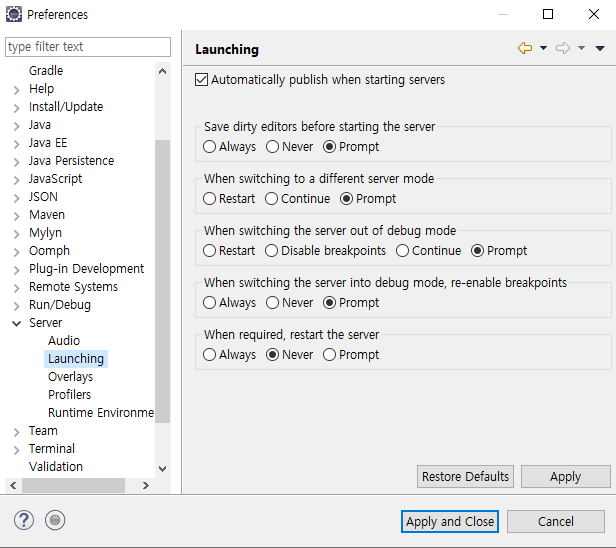 Preferences
type filter text
Gradle
Help
Install/Update
Java
Java EE
Java Persistence
JavaScript
JSON
Maven
Mylyn
Oomph
Plug-in Development
Remote Systems
Run/Debug
Server
Audio
Launching
Overlays
Profilers
Runtime Environme
Team
Terminal
Validation
Launching
Automatically publish when starting servers
Save dirty editors before starting the server
Always Never Prompt
When switching to a different server mode
Restart Continue Prompt
When switching the server out of debug mode
Restart Disable breakpoints Continue Prompt
When switching the server into debug mode, re-enable breakpoints
Always Never Prompt
When required, restart the server
Always Never Prompt
Restore Defaults Apply
? Apply and Close Cancel